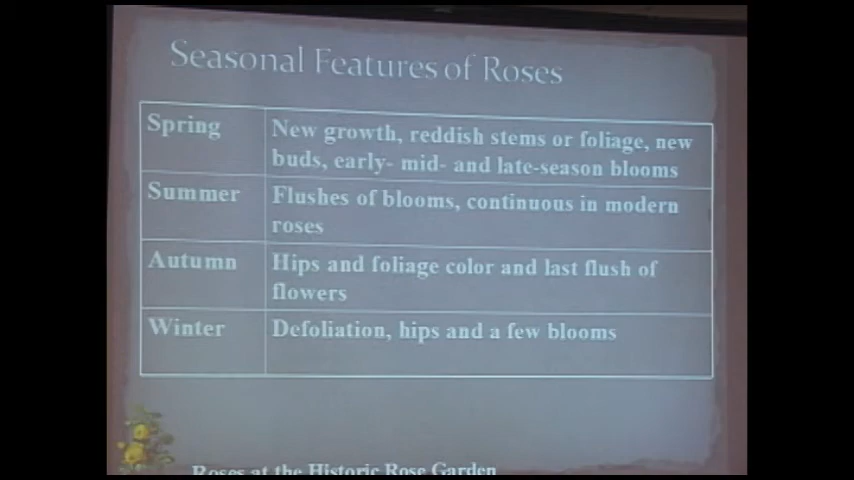 Seasonal Features of Roses
Spring
New growth, reddish stems or foliage, new
buds, early- mid- and late-season blooms
Summer
Flushes of blooms, continuous in modern
roses
Autumn
Hips and foliage color and last flush of
flowers
Winter
Defoliation, hips and a few blooms
Roses at the Historic Rose Garden